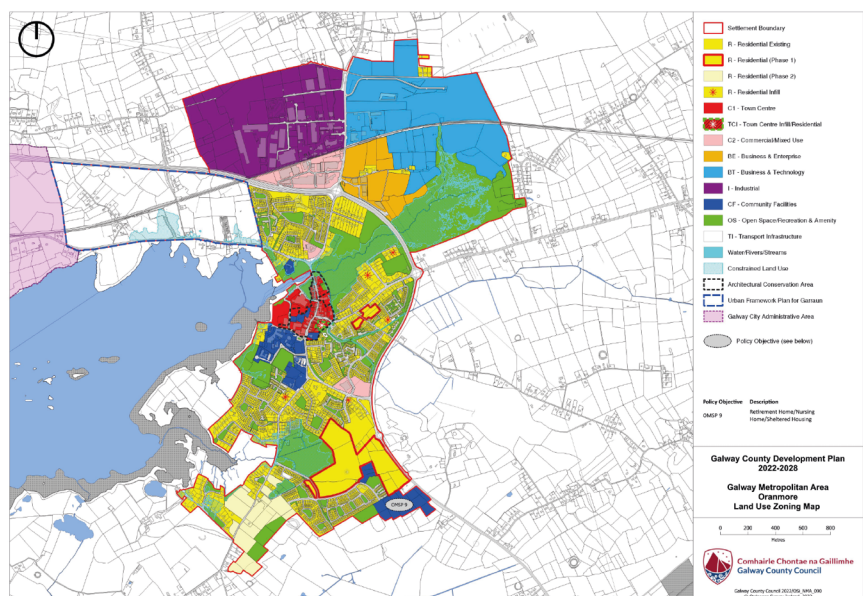 Settlement Boundary
R - Residential Existing
R - Residential (Phase 1)
R - Residential (Phase 2)
R - Residential Infill
C1 - Town Centre
TCI - Town Centre Infill/Residential
C2 - Commercial/Mixed Use
BE - Business & Enterprise
BT - Business & Technology
I - Industrial
CF - Community Facilities
OS - Open Space/Recreation & Amenity
TI - Transport Infrastructure
Water/Rivers/Streams
Constrained Land Use
Architectural Conservation Area
Urban Framework Plan for Garraun
Galway City Administrative Area
Policy Objective (see below)
Policy Objective Description
OMSP 9 Retirement Home/Nursing
Home/Sheltered Housing
OMSP 9
Galway County Development Plan
2022-2028
Galway Metropolitan Area
Oranmore
Land Use Zoning Map
0 200 400 600 800
Metres
Comhairle Chontae na Gaillimhe
Galway County Council